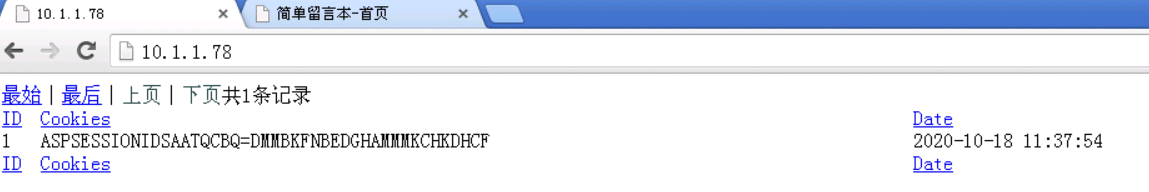 10.1.1.78 简单留言本-首页
10.1.1.78
最始 | 最后 | 上页 | 下页共1条记录
ID Cookies Date
1 ASPSESSIONIDSAATQCBQ=DMMBKFNBEDGHAMMMKCHKDHCF 2020-10-18 11:37:54
ID Cookies Date